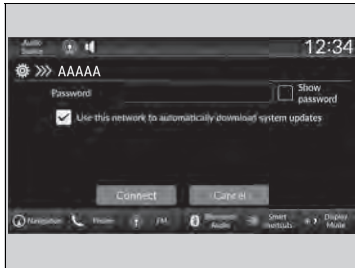 Audio Source 12:34
AAAAA
Password
Show password
Use this network to automatically download system updates
Connect Cancel
Navigation Phone FM Bluetooth Audio Smart Shortcuts Display Mode